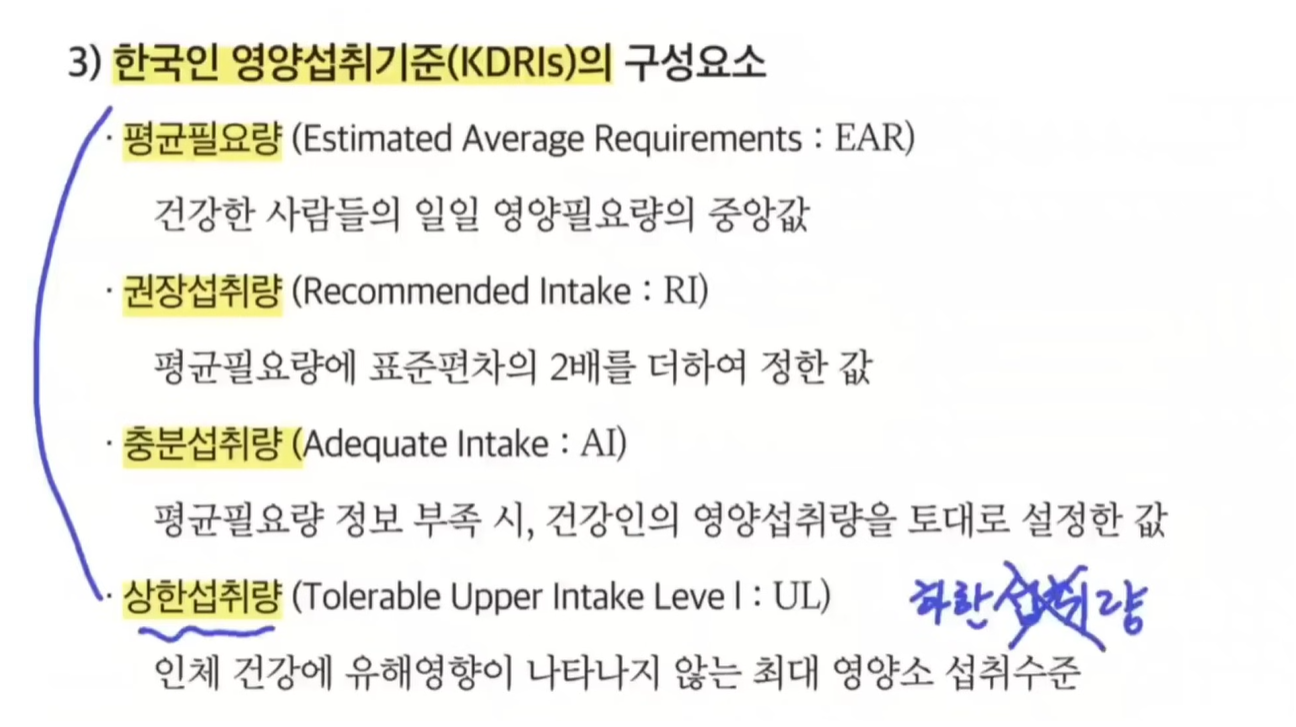 3) 한국인 영양섭취기준(KDRIs)의 구성요소
· 평균필요량 (Estimated Average Requirements : EAR)
건강한 사람들의 일일 영양필요량의 중앙값
· 권장섭취량 (Recommended Intake : RI)
평균필요량에 표준편차의 2배를 더하여 정한 값
· 충분섭취량 (Adequate Intake : AI)
평균필요량 정보 부족 시, 건강인의 영양섭취량을 토대로 설정한 값
· 상한섭취량 (Tolerable Upper Intake Leve l : UL) 하한섭취량
인체 건강에 유해영향이 나타나지 않는 최대 영양소 섭취수준